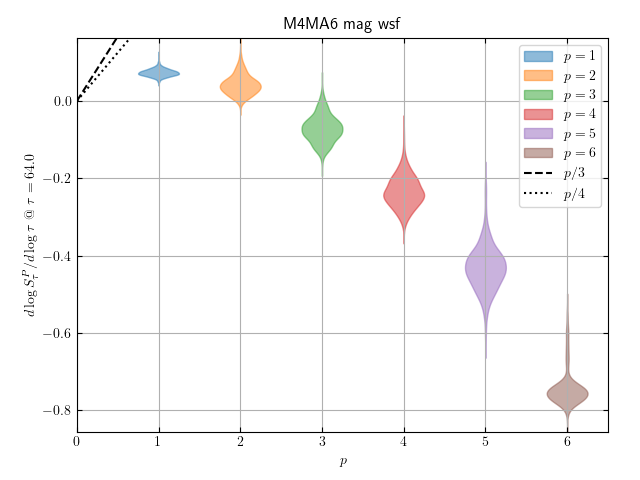 M4MA6 mag wsf
p = 1
p = 2
p = 3
p = 4
p = 5
p = 6
p/3
p/4
0.0
−0.2
−0.4
−0.6
−0.8
d log S_τ^P / d log τ @ τ = 64.0
0 1 2 3 4 5 6
p